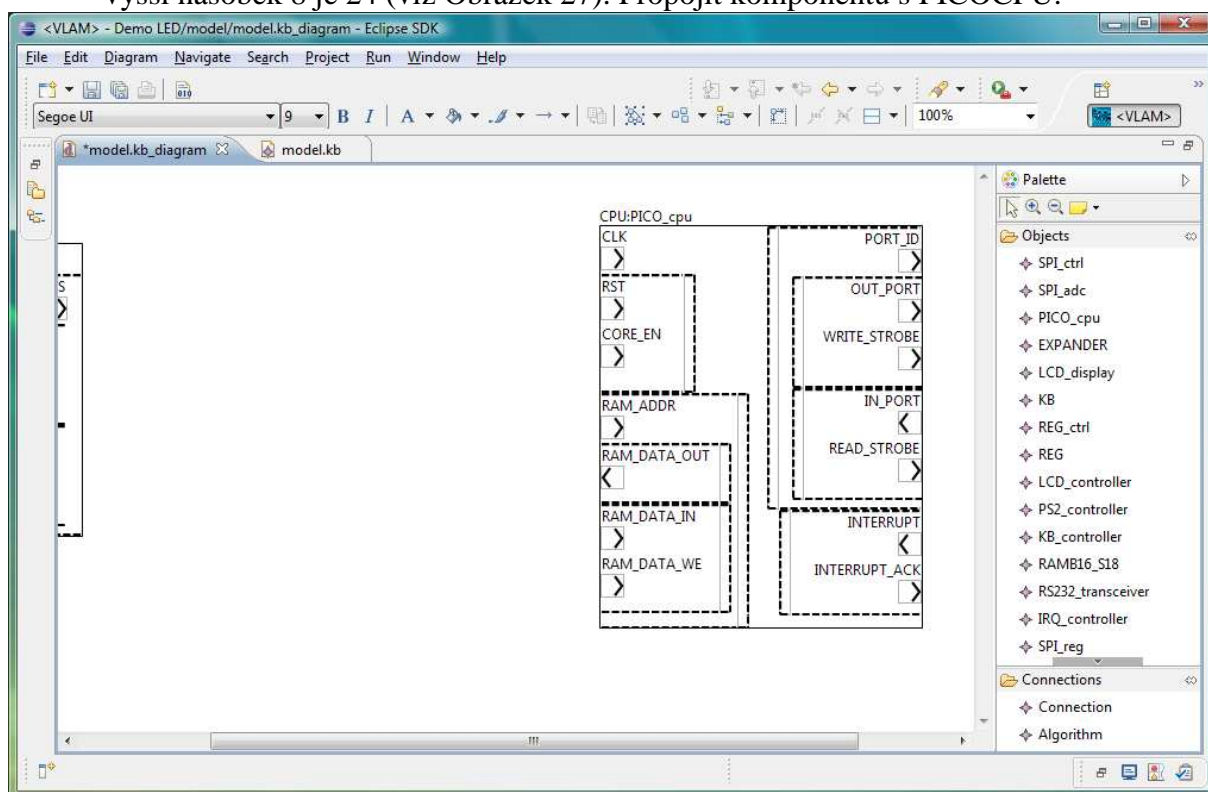 vyšší násobek 8 je 24 (viz Obrázek 27). Propojit komponentu s PICOCPU.
<VLAM> - Demo LED/model/model.kb_diagram - Eclipse SDK
File Edit Diagram Navigate Search Project Run Window Help
Segoe UI 9 B I A 100% <VLAM>
*model.kb_diagram model.kb
Palette
Objects
SPI_ctrl
SPI_adc
PICO_cpu
EXPANDER
LCD_display
KB
REG_ctrl
REG
LCD_controller
PS2_controller
KB_controller
RAMB16_S18
RS232_transceiver
IRQ_controller
SPI_reg
Connections
Connection
Algorithm
S
CPU:PICO_cpu
CLK
RST
CORE_EN
RAM_ADDR
RAM_DATA_OUT
RAM_DATA_IN
RAM_DATA_WE
PORT_ID
OUT_PORT
WRITE_STROBE
IN_PORT
READ_STROBE
INTERRUPT
INTERRUPT_ACK